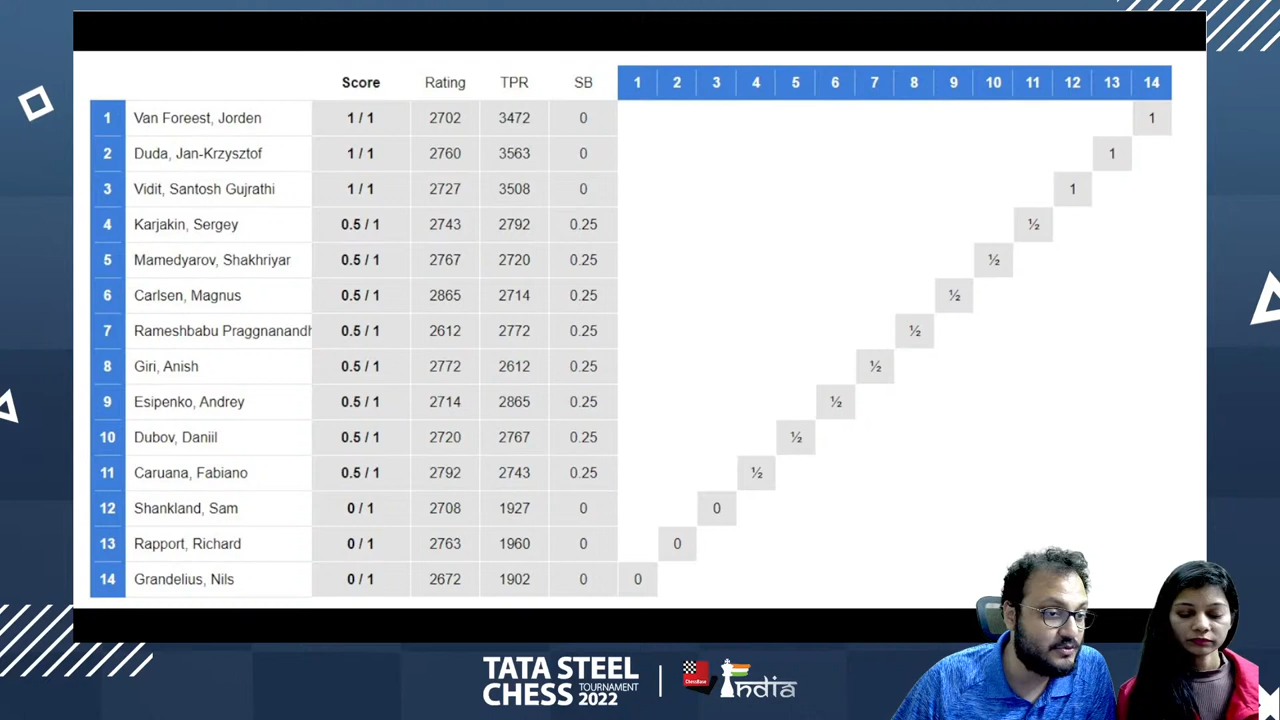 Score Rating TPR SB 1 2 3 4 5 6 7 8 9 10 11 12 13 14
1 Van Foreest, Jorden 1 / 1 2702 3472 0 1
2 Duda, Jan-Krzysztof 1 / 1 2760 3563 0 1
3 Vidit, Santosh Gujrathi 1 / 1 2727 3508 0 1
4 Karjakin, Sergey 0.5 / 1 2743 2792 0.25 ½
5 Mamedyarov, Shakhriyar 0.5 / 1 2767 2720 0.25 ½
6 Carlsen, Magnus 0.5 / 1 2865 2714 0.25 ½
7 Rameshbabu Praggnanandh 0.5 / 1 2612 2772 0.25 ½
8 Giri, Anish 0.5 / 1 2772 2612 0.25 ½
9 Esipenko, Andrey 0.5 / 1 2714 2865 0.25 ½
10 Dubov, Daniil 0.5 / 1 2720 2767 0.25 ½
11 Caruana, Fabiano 0.5 / 1 2792 2743 0.25 ½
12 Shankland, Sam 0 / 1 2708 1927 0 0
13 Rapport, Richard 0 / 1 2763 1960 0 0
14 Grandelius, Nils 0 / 1 2672 1902 0 0
TATA STEEL
CHESS TOURNAMENT 2022
ChessBase India